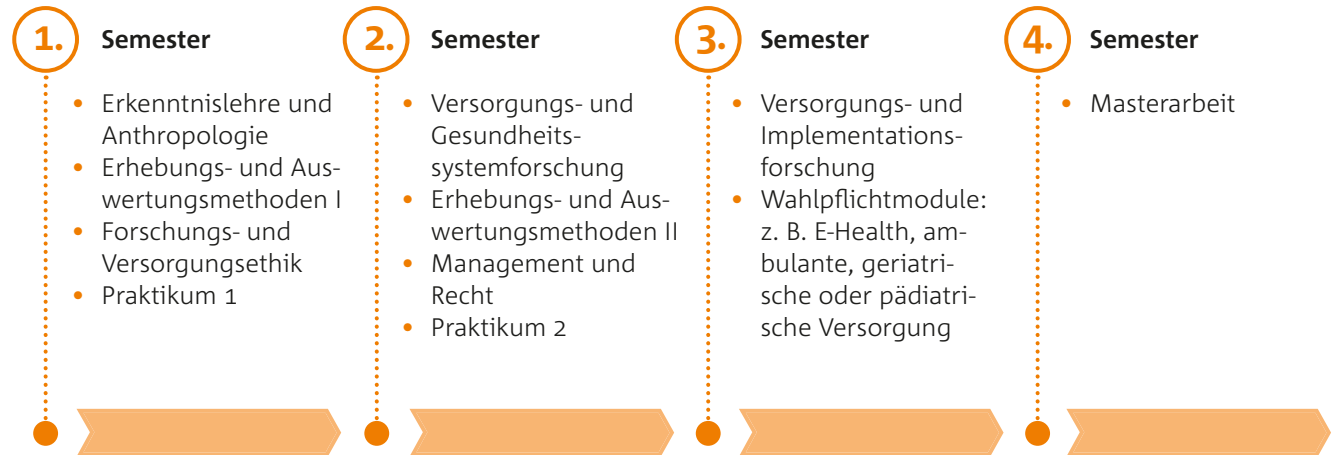 1. Semester
• Erkenntnislehre und
Anthropologie
• Erhebungs- und Aus-
wertungsmethoden I
• Forschungs- und
Versorgungsethik
• Praktikum 1
2. Semester
• Versorgungs- und
Gesundheits-
systemforschung
• Erhebungs- und Aus-
wertungsmethoden II
• Management und
Recht
• Praktikum 2
3. Semester
• Versorgungs- und
Implementations-
forschung
• Wahlpflichtmodule:
z. B. E-Health, am-
bulante, geriatri-
sche oder pädiatri-
sche Versorgung
4. Semester
• Masterarbeit